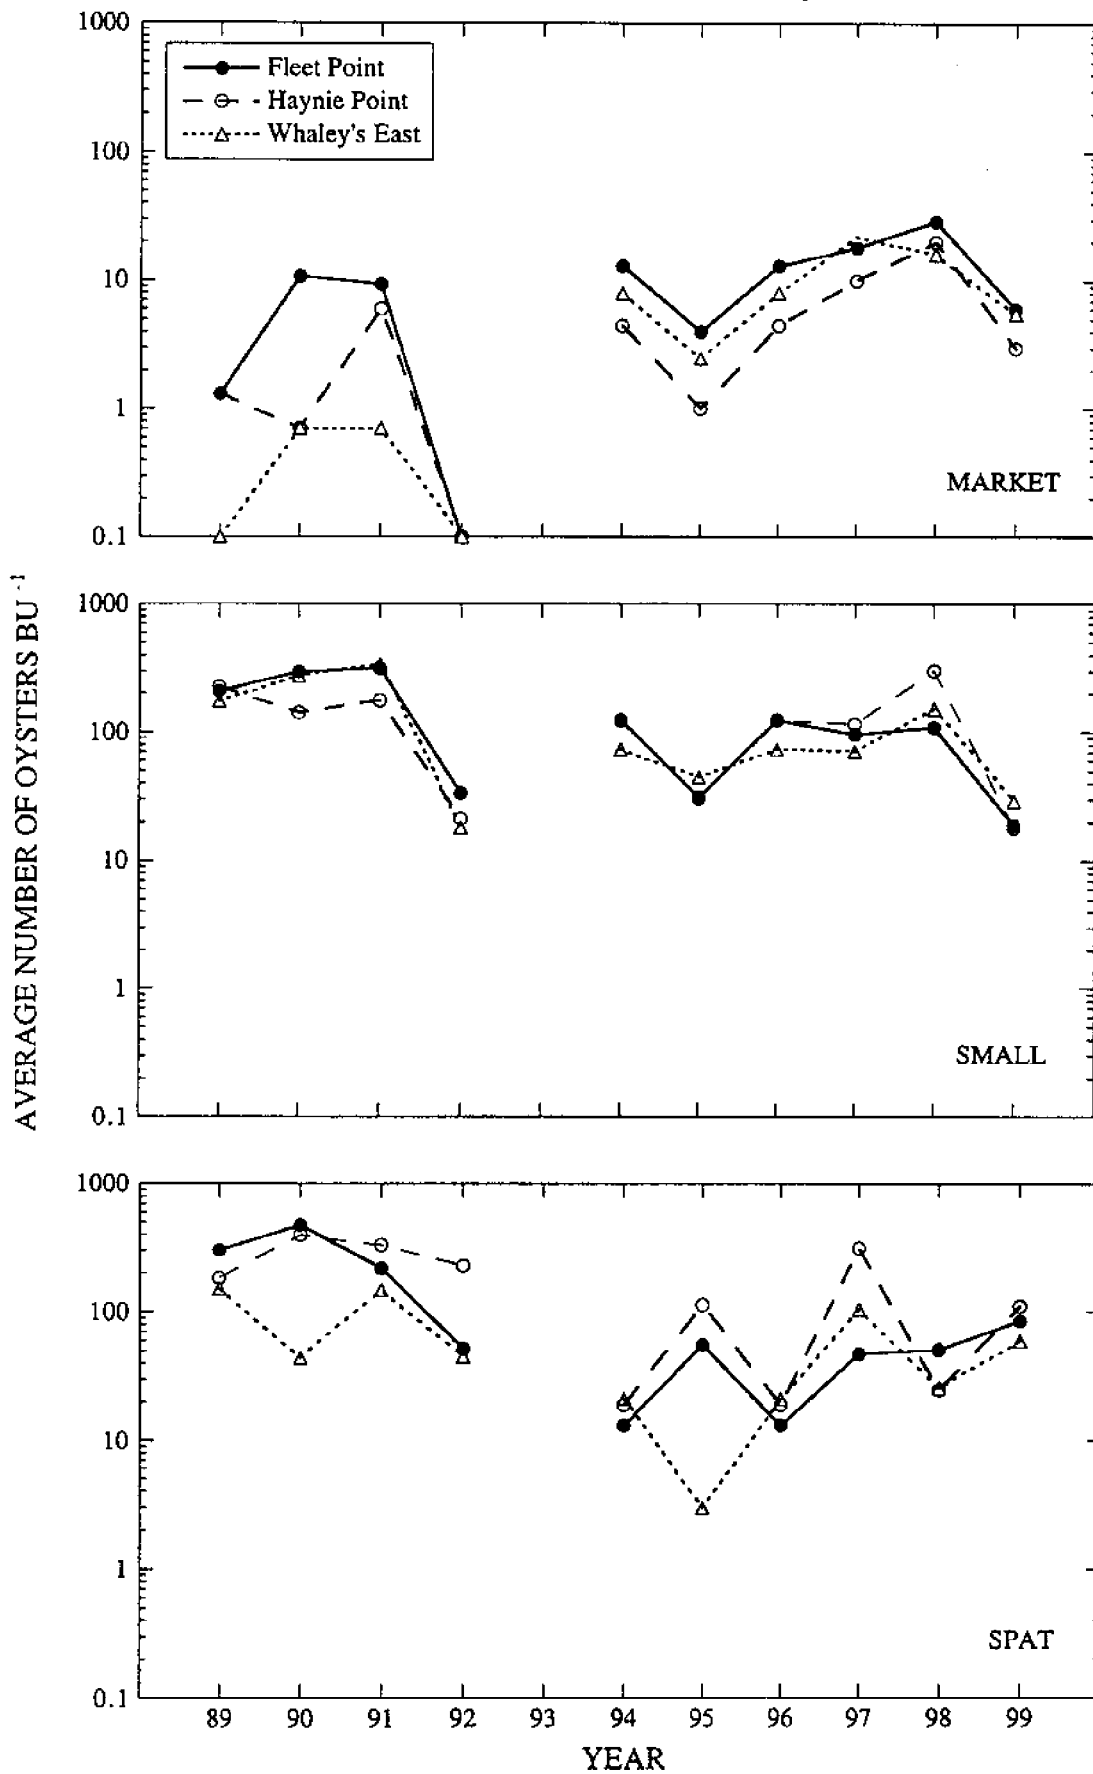 1000
100
10
1
0.1
Fleet Point
Haynie Point
Whaley's East
MARKET
AVERAGE NUMBER OF OYSTERS BU -1
1000
100
10
1
0.1
SMALL
1000
100
10
1
0.1
SPAT
89 90 91 92 93 94 95 96 97 98 99
YEAR